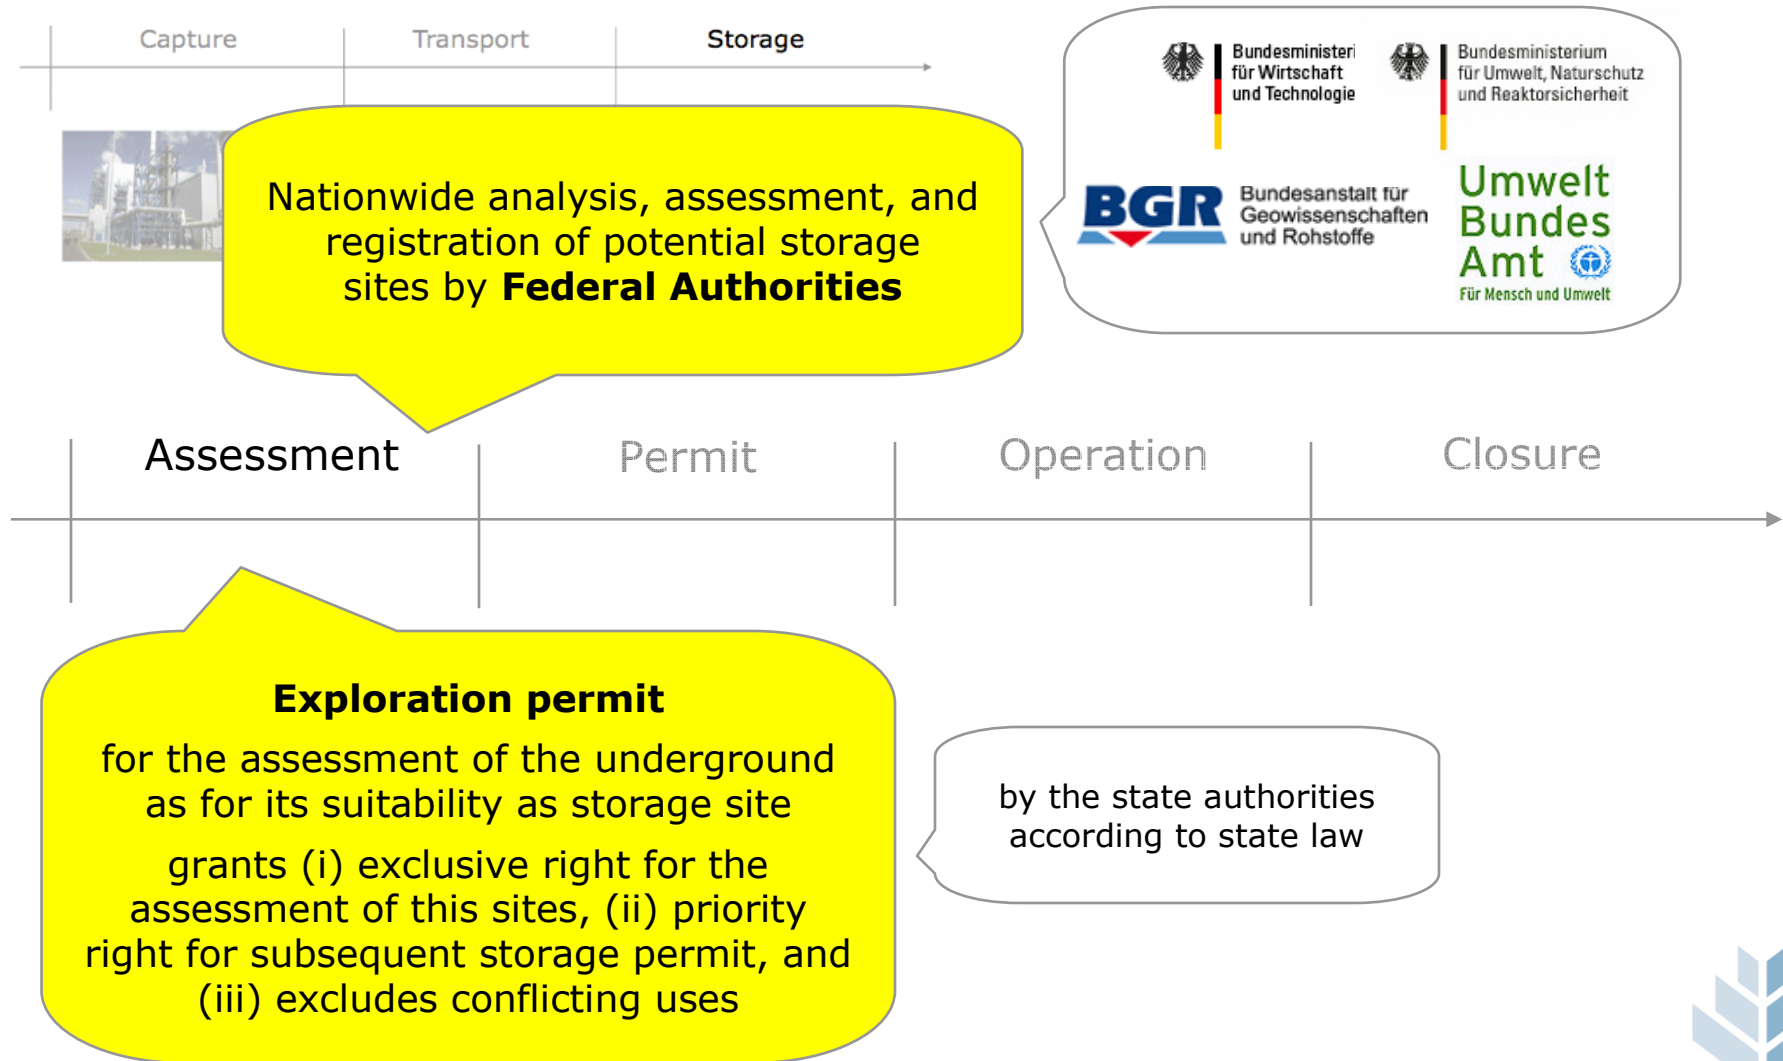 Capture
Transport
Storage
Bundesministeri
für Wirtschaft
und Technologie
Bundesministerium
für Umwelt, Naturschutz
und Reaktorsicherheit
BGR
Bundesanstalt für
Geowissenschaften
und Rohstoffe
Umwelt
Bundes
Amt
Für Mensch und Umwelt
Nationwide analysis, assessment, and
registration of potential storage
sites by Federal Authorities
Assessment
Permit
Operation
Closure
Exploration permit
for the assessment of the underground
as for its suitability as storage site
grants (i) exclusive right for the
assessment of this sites, (ii) priority
right for subsequent storage permit, and
(iii) excludes conflicting uses
by the state authorities
according to state law